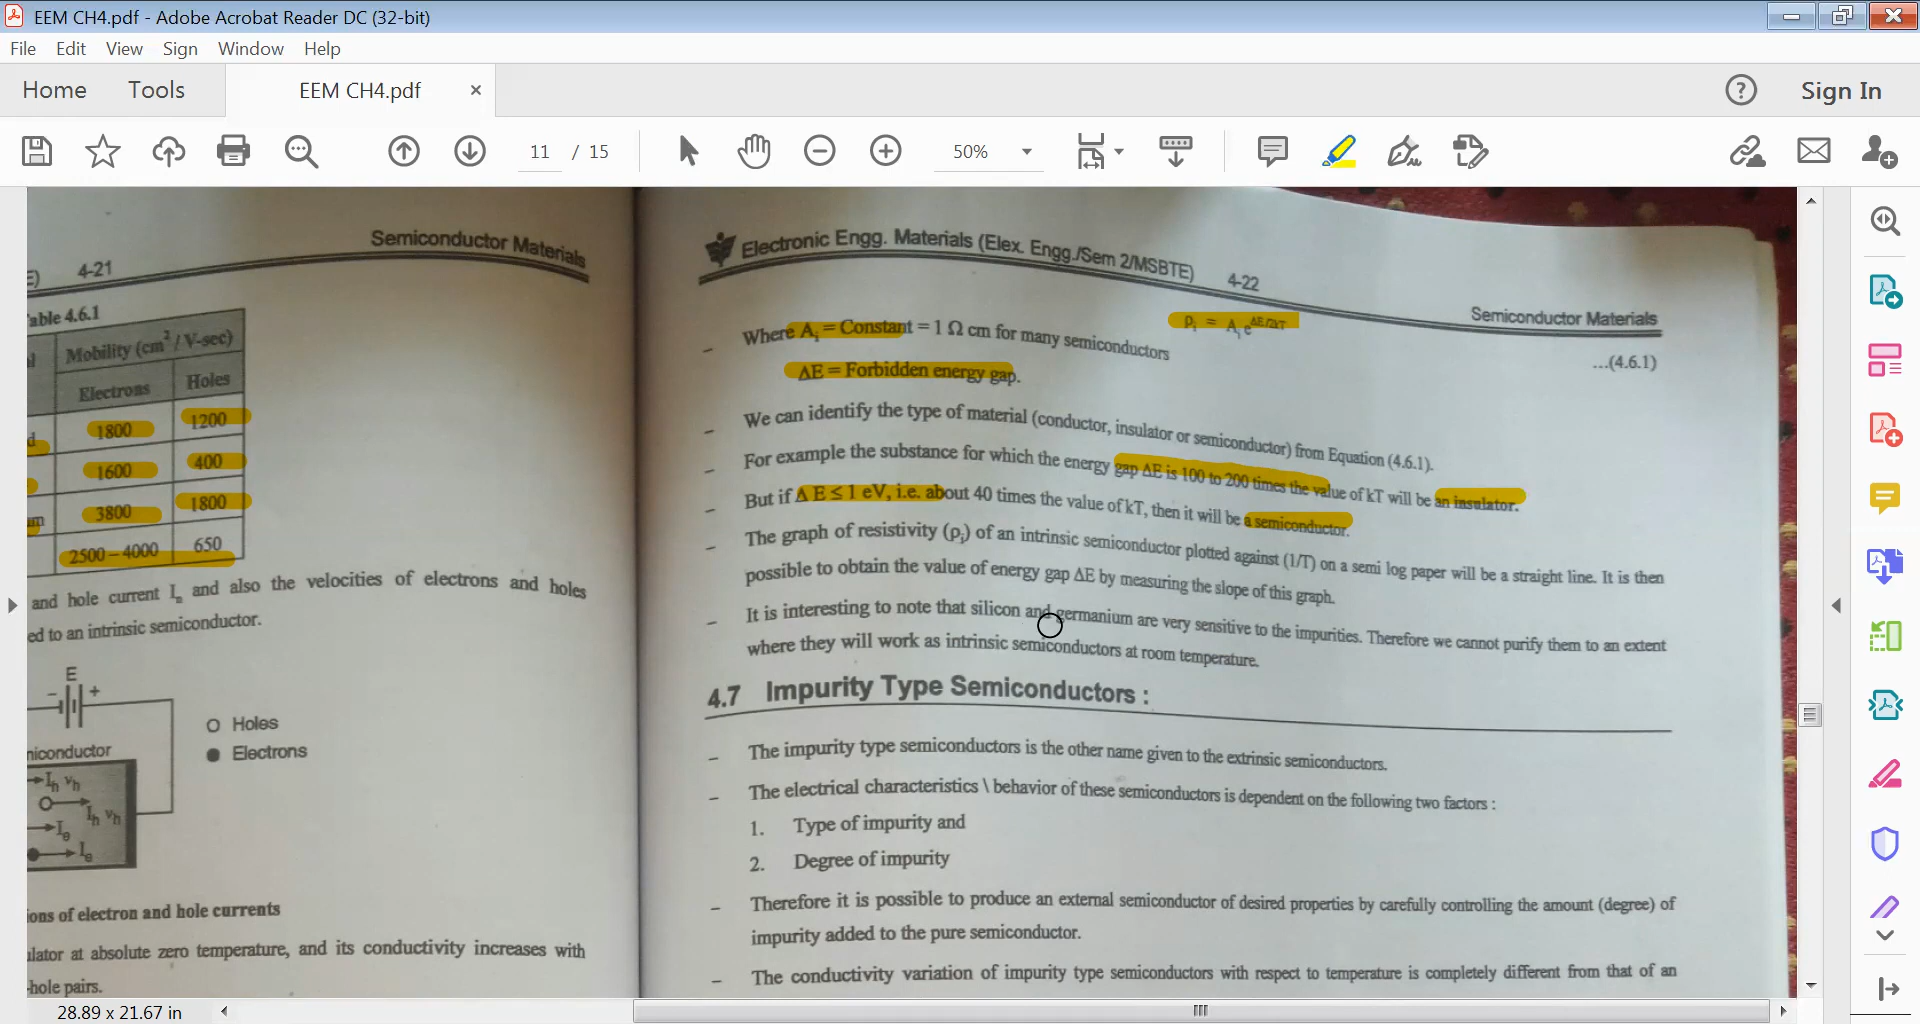 EEM CH4.pdf - Adobe Acrobat Reader DC (32-bit)
File Edit View Sign Window Help
Home Tools EEM CH4.pdf × Sign In
11 / 15 50%
4-21 Semiconductor Materials
able 4.6.1
Mobility (cm² / V-sec)
Electrons Holes
1800 1200
1600 400
3800 1800
2500 – 4000 650
and hole current Iₙ and also the velocities of electrons and holes
ed to an intrinsic semiconductor.
E
− +
Holes
Electrons
niconductor
Iₕ vₕ
Iₕ vₕ
Iₑ
Iₑ
ions of electron and hole currents
ulator at absolute zero temperature, and its conductivity increases with
-hole pairs.
Electronic Engg. Materials (Elex. Engg./Sem 2/MSBTE) 4-22 Semiconductor Materials
ρᵢ = Aᵢ e^ΔE/2kT ...(4.6.1)
– Where Aᵢ = Constant = 1 Ω cm for many semiconductors
ΔE = Forbidden energy gap.
– We can identify the type of material (conductor, insulator or semiconductor) from Equation (4.6.1).
– For example the substance for which the energy gap ΔE is 100 to 200 times the value of kT will be an insulator.
– But if Δ E ≤ 1 eV, i.e. about 40 times the value of kT, then it will be a semiconductor.
– The graph of resistivity (ρᵢ) of an intrinsic semiconductor plotted against (1/T) on a semi log paper will be a straight line. It is then
possible to obtain the value of energy gap ΔE by measuring the slope of this graph.
– It is interesting to note that silicon and germanium are very sensitive to the impurities. Therefore we cannot purify them to an extent
where they will work as intrinsic semiconductors at room temperature.
4.7 Impurity Type Semiconductors :
– The impurity type semiconductors is the other name given to the extrinsic semiconductors.
– The electrical characteristics \ behavior of these semiconductors is dependent on the following two factors :
1. Type of impurity and
2. Degree of impurity
– Therefore it is possible to produce an external semiconductor of desired properties by carefully controlling the amount (degree) of
impurity added to the pure semiconductor.
– The conductivity variation of impurity type semiconductors with respect to temperature is completely different from that of an
28.89 x 21.67 in